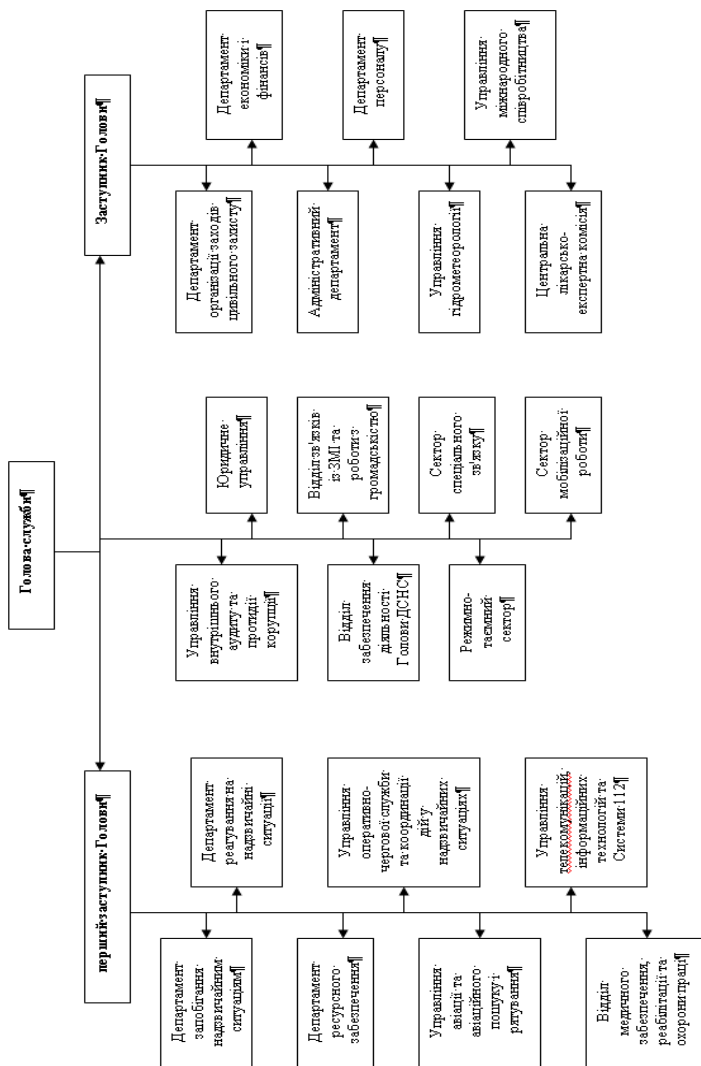 Голова служби
перший заступник Голови
Департамент
запобігання
надзвичайним
ситуаціям
Департамент
реагування на
надзвичайні
ситуації
Департамент
ресурсного
забезпечення
Управління
оперативно-
чергової служби
та координації
дій у
надзвичайних
ситуаціях
Управління
авіації та
авіаційного
пошуку і
рятування
Управління
телекомунікацій,
інформаційних
технологій та
Системи 112
Відділ
медичного
забезпечення,
реабілітації та
охорони праці
Управління
внутрішнього
аудиту та
протидії
корупції
Юридичне
управління
Відділ
забезпечення
діяльності
Голови ДСНС
Відділ зв'язків
із ЗМІ та
роботи з
громадськістю
Режимно-
таємний
сектор
Сектор
спеціального
зв'язку
Сектор
мобілізаційної
роботи
Заступник Голови
Департамент
організації заходів
цивільного захисту
Департамент
економіки і
фінансів
Адміністративний
департамент
Департамент
персоналу
Управління
гідрометеорології
Управління
міжнародного
співробітництва
Центральна
лікарсько-
експертна комісія